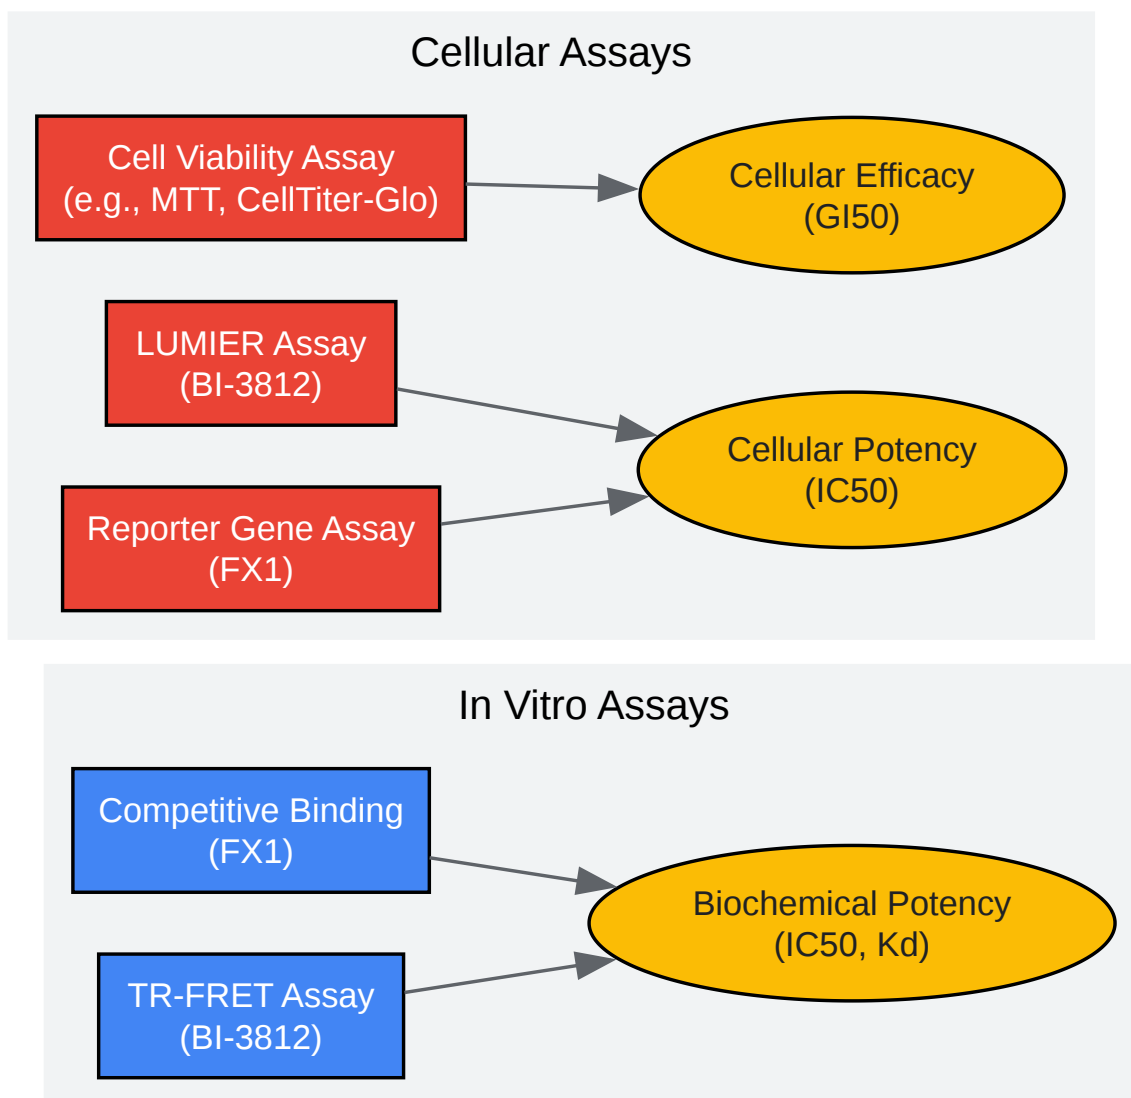 Cellular Assays
Cell Viability Assay
(e.g., MTT, CellTiter-Glo)
Cellular Efficacy
(GI50)
LUMIER Assay
(BI-3812)
Cellular Potency
(IC50)
Reporter Gene Assay
(FX1)
In Vitro Assays
Competitive Binding
(FX1)
Biochemical Potency
(IC50, Kd)
TR-FRET Assay
(BI-3812)